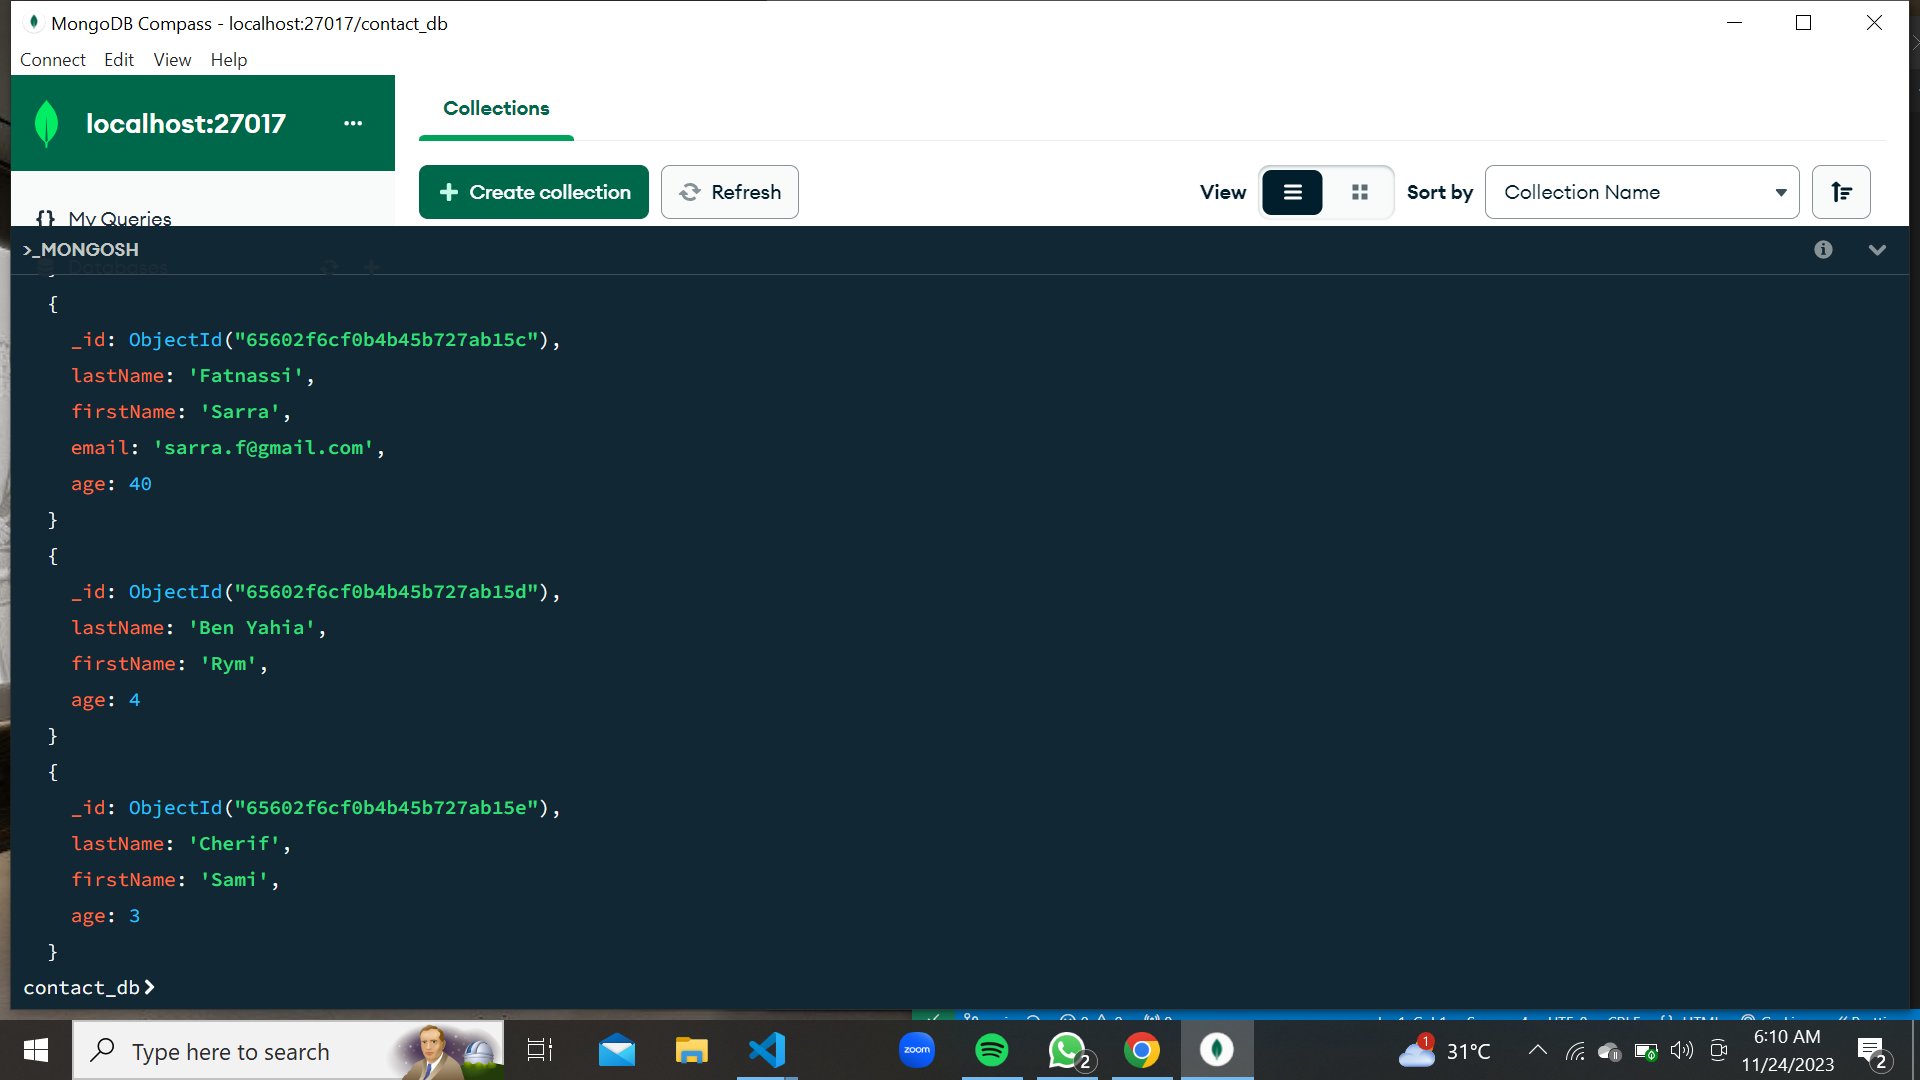 MongoDB Compass - localhost:27017/contact_db
Connect Edit View Help
localhost:27017 ...
Collections
+ Create collection Refresh View Sort by Collection Name
{} My Queries
>_MONGOSH
Databases
{
_id: ObjectId("65602f6cf0b4b45b727ab15c"),
lastName: 'Fatnassi',
firstName: 'Sarra',
email: 'sarra.f@gmail.com',
age: 40
}
{
_id: ObjectId("65602f6cf0b4b45b727ab15d"),
lastName: 'Ben Yahia',
firstName: 'Rym',
age: 4
}
{
_id: ObjectId("65602f6cf0b4b45b727ab15e"),
lastName: 'Cherif',
firstName: 'Sami',
age: 3
}
contact_db>
Type here to search
zoom
2
1
31°C
6:10 AM
11/24/2023
2